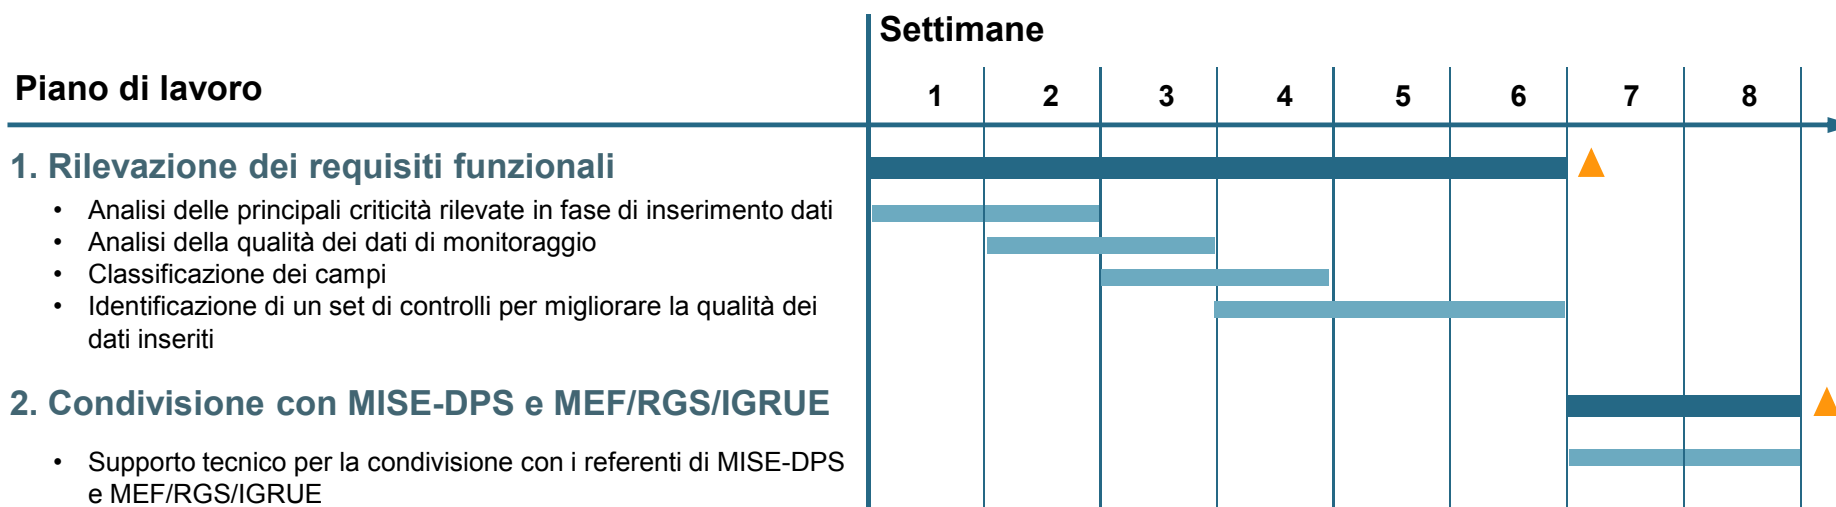 Settimane
Piano di lavoro
1 2 3 4 5 6 7 8
1. Rilevazione dei requisiti funzionali
• Analisi delle principali criticità rilevate in fase di inserimento dati
• Analisi della qualità dei dati di monitoraggio
• Classificazione dei campi
• Identificazione di un set di controlli per migliorare la qualità dei
dati inseriti
2. Condivisione con MISE-DPS e MEF/RGS/IGRUE
• Supporto tecnico per la condivisione con i referenti di MISE-DPS
e MEF/RGS/IGRUE